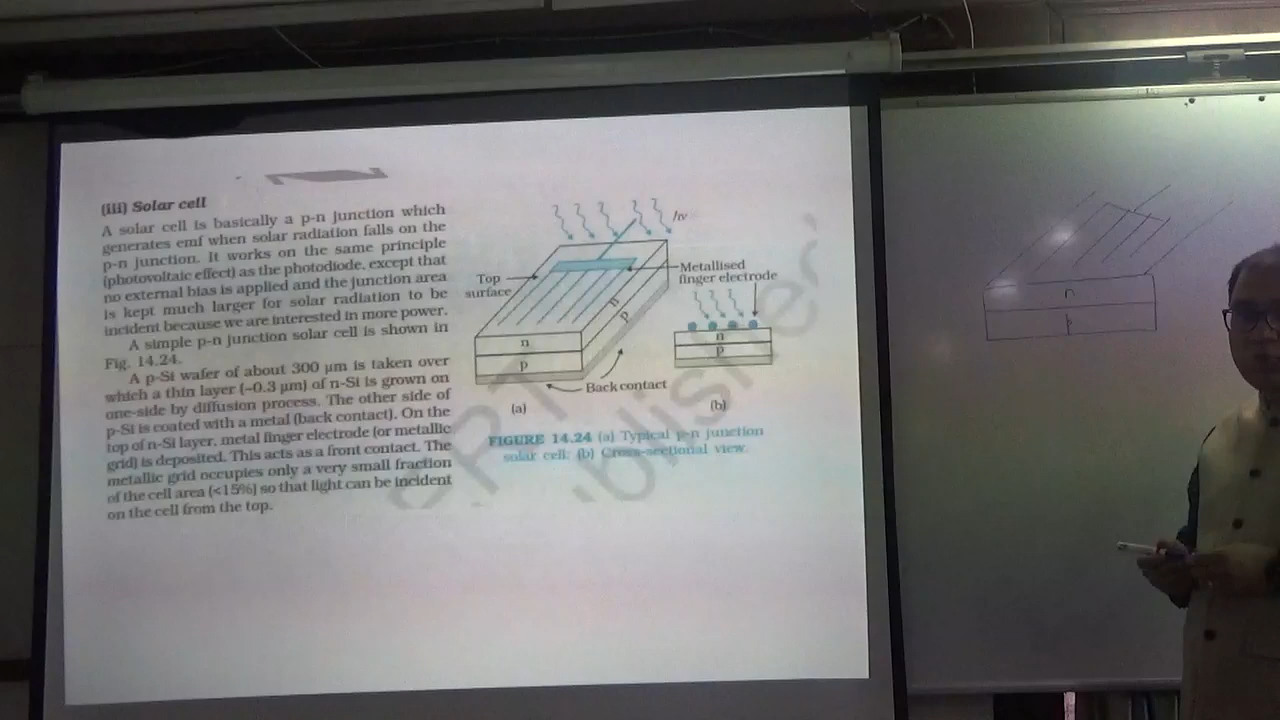 (iii) Solar cell
A solar cell is basically a p-n junction which
generates emf when solar radiation falls on the
p-n junction. It works on the same principle
(photovoltaic effect) as the photodiode, except that
no external bias is applied and the junction area
is kept much larger for solar radiation to be
incident because we are interested in more power.
A simple p-n junction solar cell is shown in
Fig. 14.24.
A p-Si wafer of about 300 μm is taken over
which a thin layer (~0.3 μm) of n-Si is grown on
one-side by diffusion process. The other side of
p-Si is coated with a metal (back contact). On the
top of n-Si layer, metal finger electrode (or metallic
grid) is deposited. This acts as a front contact. The
metallic grid occupies only a very small fraction
of the cell area (<15%) so that light can be incident
on the cell from the top.
hν
Top
surface
Metallised
finger electrode
n
p
n
p
n
p
Back contact
(a)
(b)
FIGURE 14.24 (a) Typical p-n junction
solar cell; (b) Cross-sectional view.
n
p